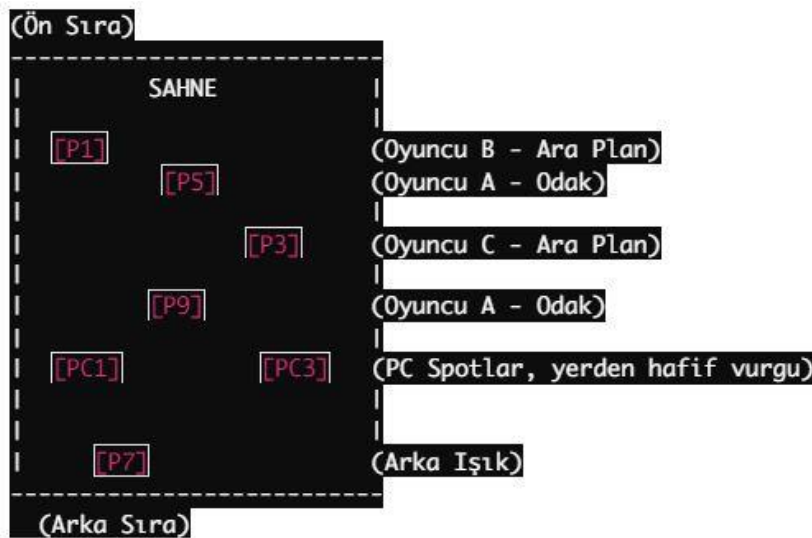 (Ön Sıra)
---------------------------
| SAHNE |
| |
| [P1] | (Oyuncu B - Ara Plan)
| [P5] | (Oyuncu A - Odak)
| |
| [P3] | (Oyuncu C - Ara Plan)
| |
| [P9] | (Oyuncu A - Odak)
| |
| [PC1] [PC3] | (PC Spotlar, yerden hafif vurgu)
| |
| |
| [P7] | (Arka Işık)
---------------------------
(Arka Sıra)